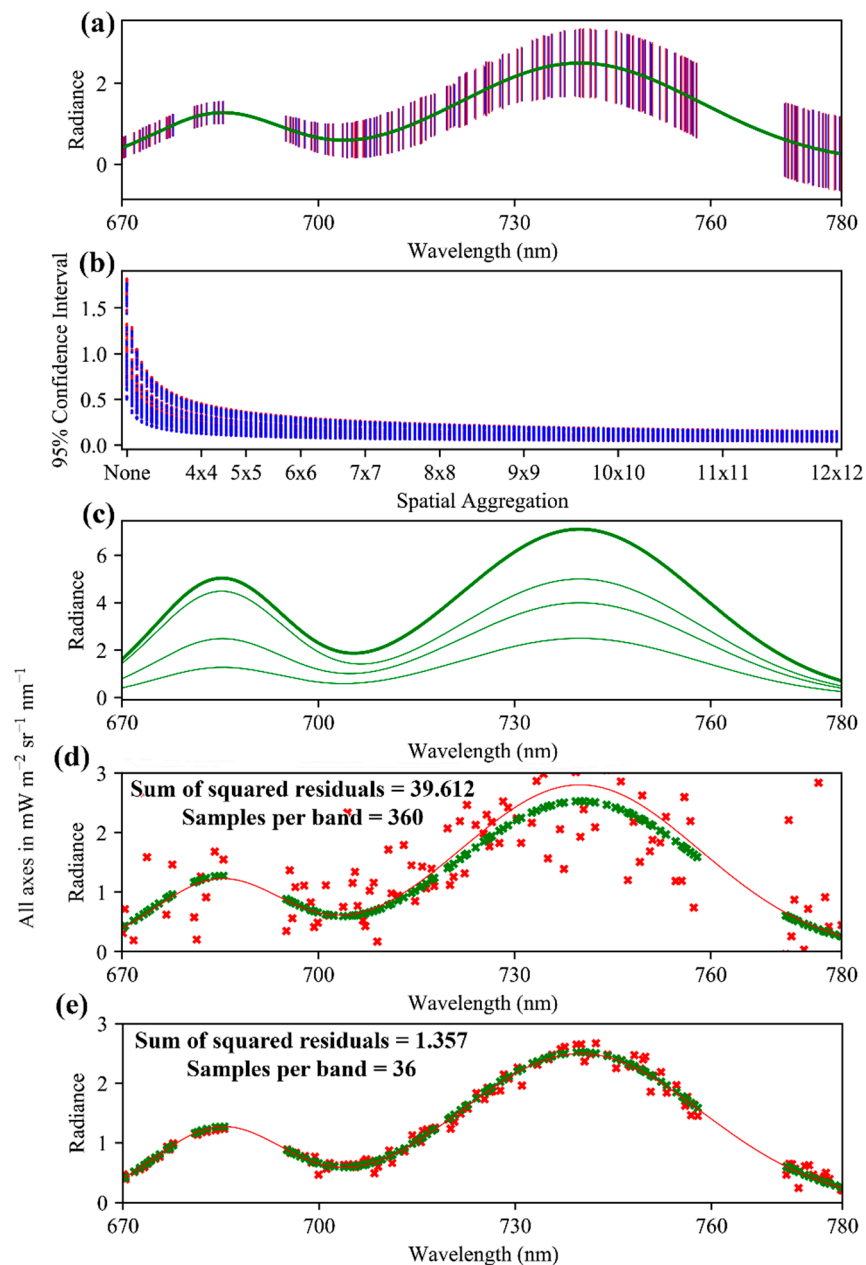 (a)
Radiance
2
0
670
700
730
760
780
Wavelength (nm)
(b)
95% Confidence Interval
1.5
1.0
0.5
0.0
None
4x4
5x5
6x6
7x7
8x8
9x9
10x10
11x11
12x12
Spatial Aggregation
(c)
Radiance
6
4
2
0
670
700
730
760
780
All axes in mW m−2 sr−1 nm−1
(d)
Sum of squared residuals = 39.612
Samples per band = 360
Radiance
3
2
1
0
670
700
730
760
780
Wavelength (nm)
(e)
Sum of squared residuals = 1.357
Samples per band = 36
Radiance
3
2
1
0
670
700
730
760
780
Wavelength (nm)